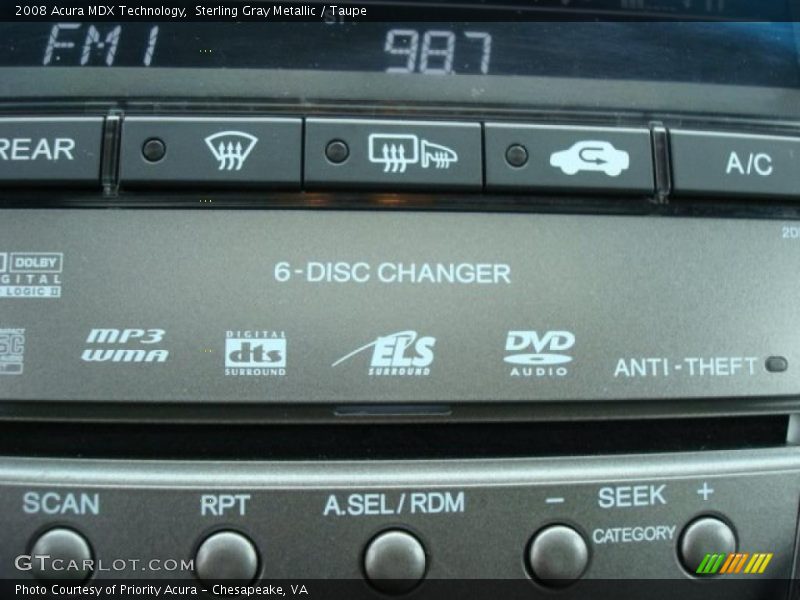 2008 Acura MDX Technology,  Sterling Gray Metallic / Taupe
FM1 98.7
REAR A/C
DOLBY
DIGITAL
LOGIC II
6-DISC CHANGER
MP3
WMA
DIGITAL
dts
SURROUND
ELS
SURROUND
DVD
AUDIO
ANTI-THEFT
SCAN RPT A.SEL/RDM − SEEK +
CATEGORY
GTCARLOT.COM
Photo Courtesy of Priority Acura – Chesapeake, VA